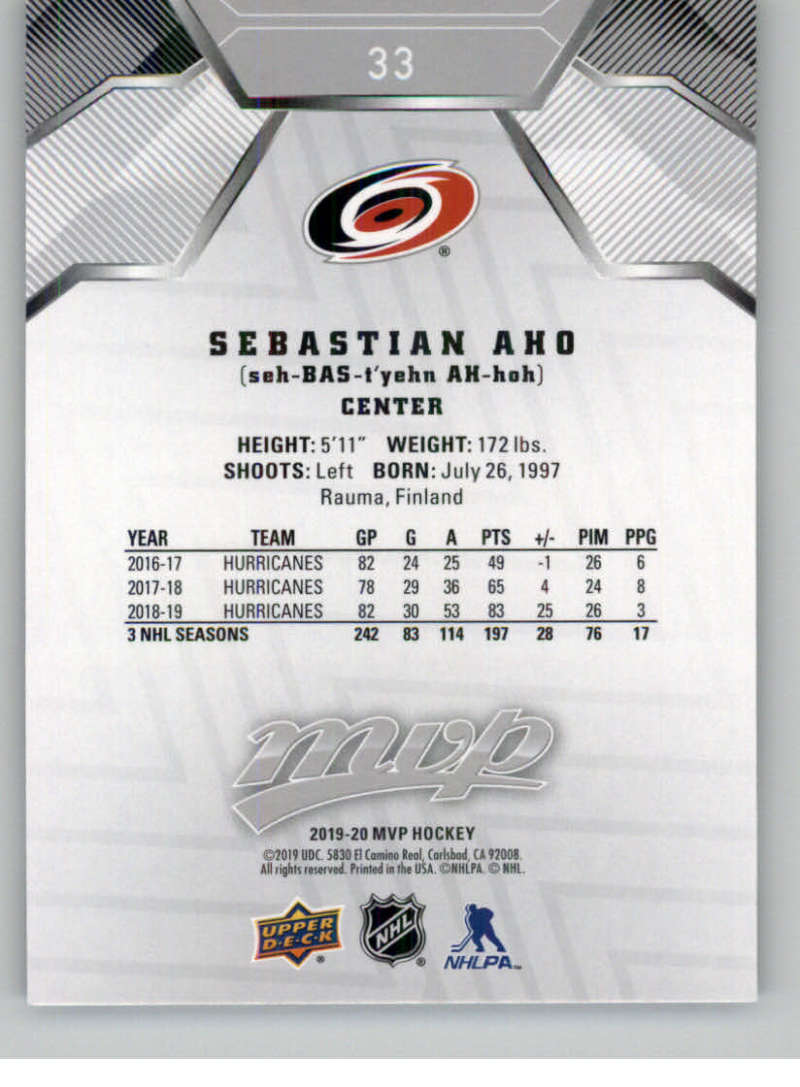 33
®
SEBASTIAN AHO
(seh-BAS-t'yehn AH-hoh)
CENTER
HEIGHT: 5'11" WEIGHT: 172 lbs.
SHOOTS: Left BORN: July 26, 1997
Rauma, Finland
YEAR TEAM GP G A PTS +/- PIM PPG
2016-17 HURRICANES 82 24 25 49 -1 26 6
2017-18 HURRICANES 78 29 36 65 4 24 8
2018-19 HURRICANES 82 30 53 83 25 26 3
3 NHL SEASONS 242 83 114 197 28 76 17
mvp
2019-20 MVP HOCKEY
©2019 UDC. 5830 El Camino Real, Carlsbad, CA 92008.
All rights reserved. Printed in the USA. ©NHLPA. © NHL.
UPPER
D·E·C·K ®
NHL ®
NHLPA™